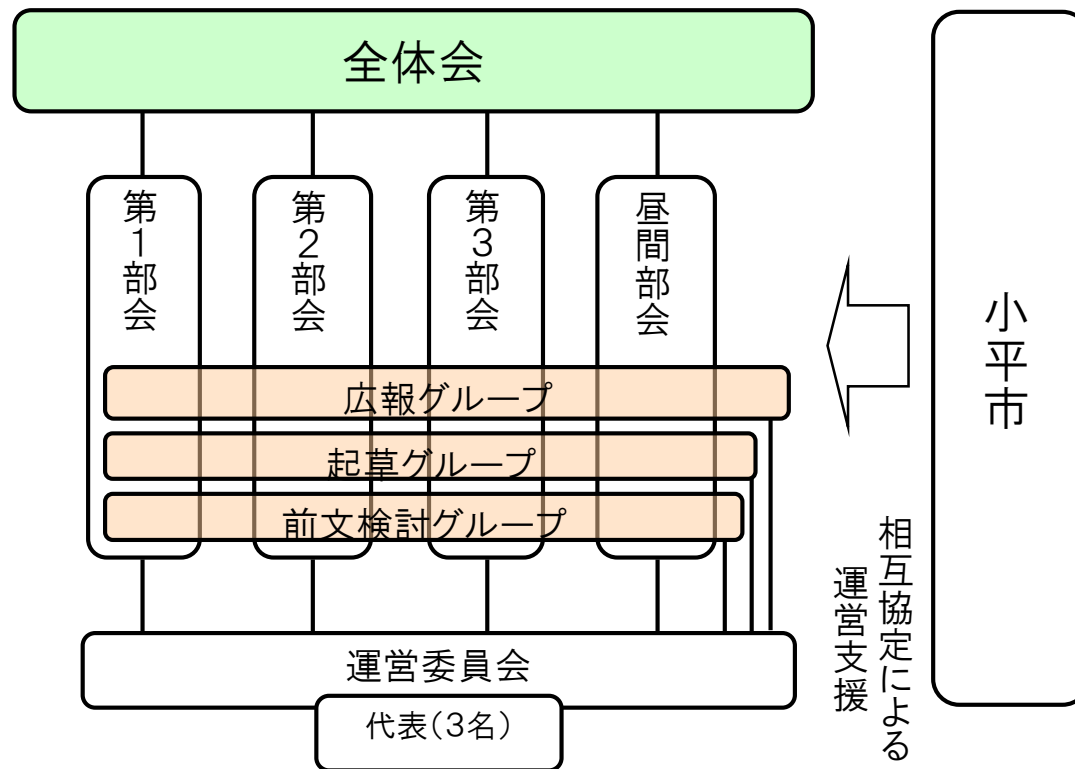 全体会
第1部会
第2部会
第3部会
昼間部会
広報グループ
起草グループ
前文検討グループ
運営委員会
代表(3名)
小平市
相互協定による
運営支援